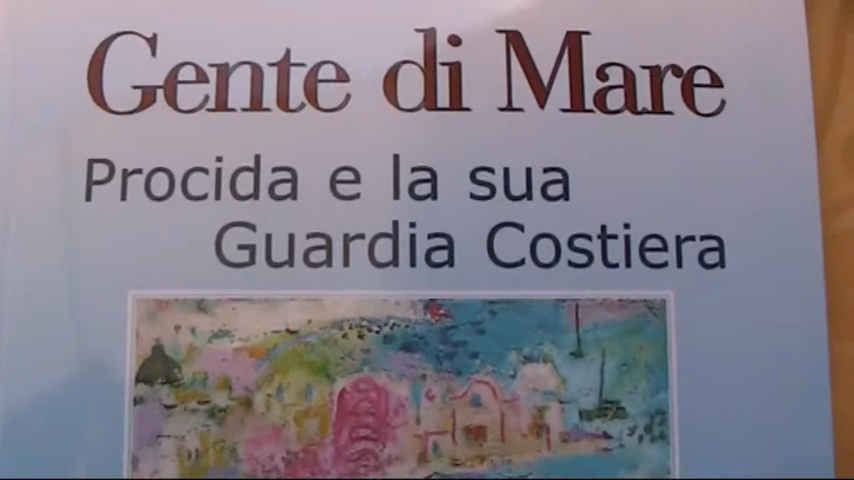 Gente di Mare
Procida e la sua
Guardia Costiera